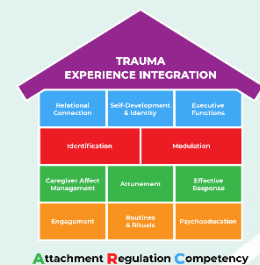 TRAUMA
EXPERIENCE INTEGRATION
Relational
Connection
Self-Development
& Identity
Executive
Functions
Identification
Modulation
Caregiver Affect
Management
Attunement
Effective
Response
Engagement
Routines
& Rituals
Psychoeducation
Attachment Regulation Competency